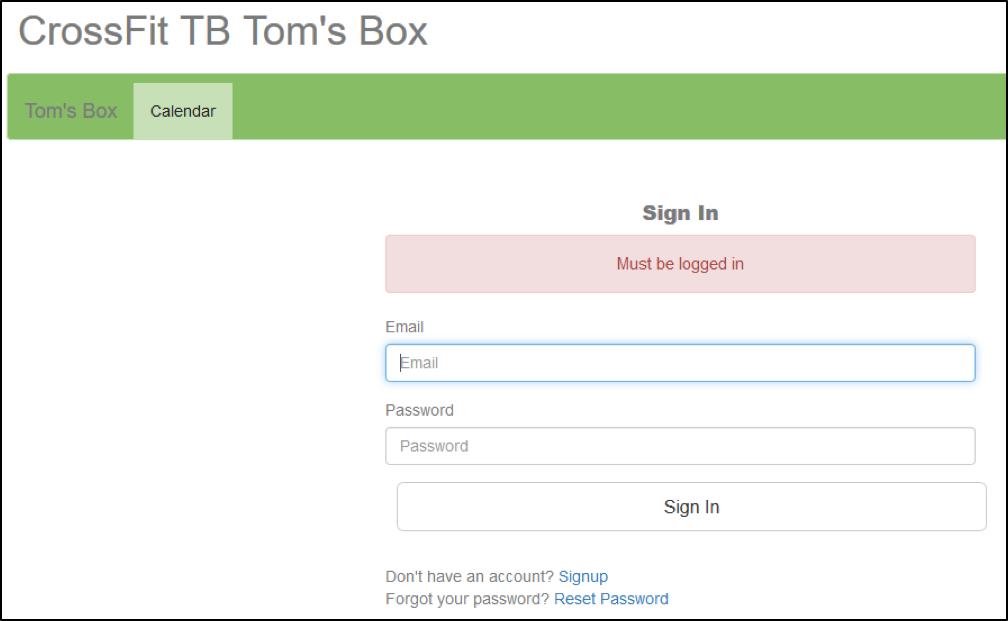 CrossFit TB Tom's Box
Tom's Box Calendar
Sign In
Must be logged in
Email
Email
Password
Password
Sign In
Don't have an account? Signup
Forgot your password? Reset Password